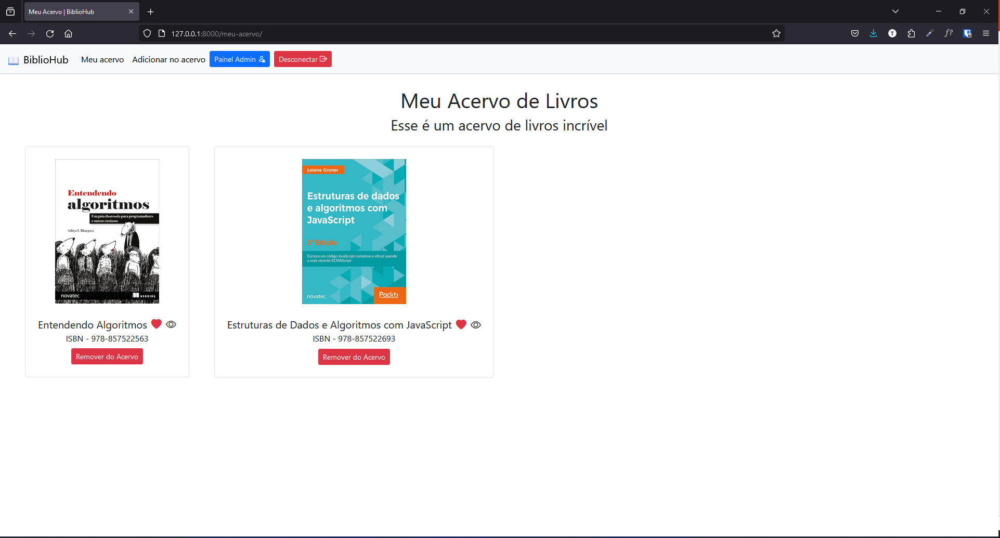 Meu Acervo | BiblioHub
127.0.0.1:8000/meu-acervo/
BiblioHub
Meu acervo
Adicionar no acervo
Painel Admin
Desconectar
Meu Acervo de Livros
Esse é um acervo de livros incrível
Entendendo
algoritmos
Um guia ilustrado para programadores
e outros curiosos
Aditya Y. Bhargava
novatec
MANNING
Entendendo Algoritmos
ISBN - 978-857522563
Remover do Acervo
Loiane Groner
Estruturas de dados
e algoritmos com
JavaScript
2ª Edição
Escreva um código JavaScript complexo e eficaz usando
a mais recente ECMAScript
novatec
Packt>
Estruturas de Dados e Algoritmos com JavaScript
ISBN - 978-857522693
Remover do Acervo